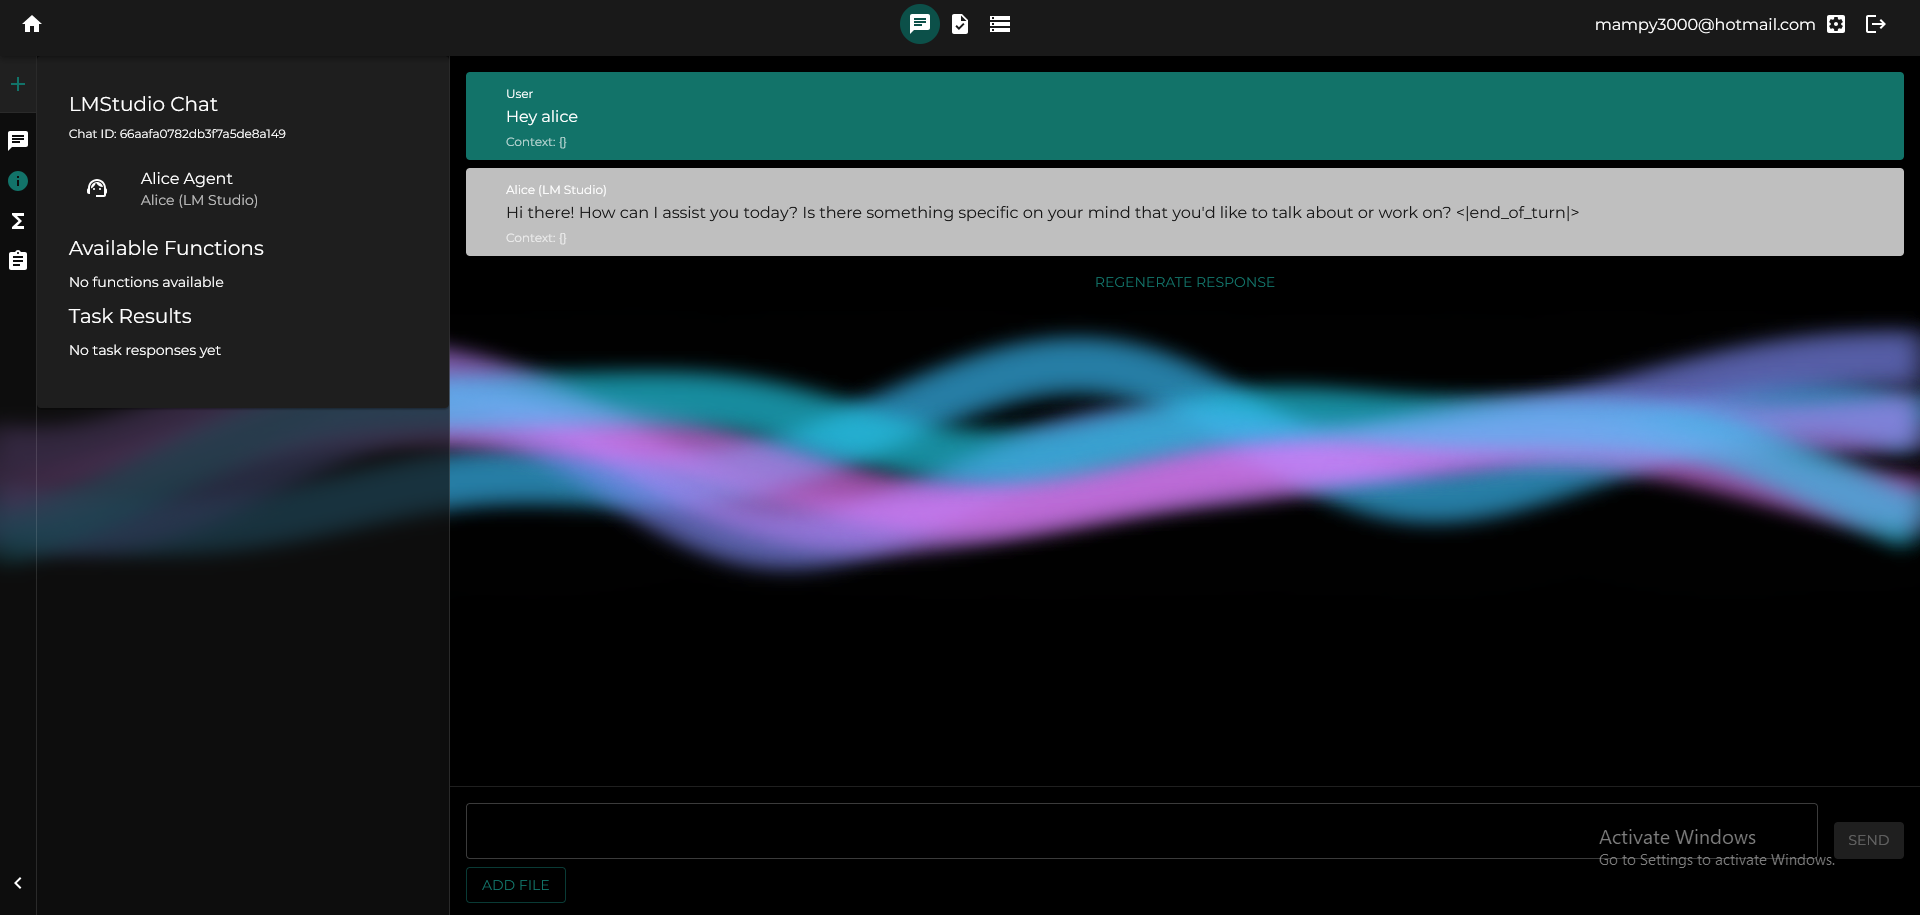 mampy3000@hotmail.com
LMStudio Chat
Chat ID: 66aafa0782db3f7a5de8a149
Alice Agent
Alice (LM Studio)
Available Functions
No functions available
Task Results
No task responses yet
User
Hey alice
Context: {}
Alice (LM Studio)
Hi there! How can I assist you today? Is there something specific on your mind that you'd like to talk about or work on? <|end_of_turn|>
Context: {}
REGENERATE RESPONSE
Activate Windows
Go to Settings to activate Windows.
SEND
ADD FILE